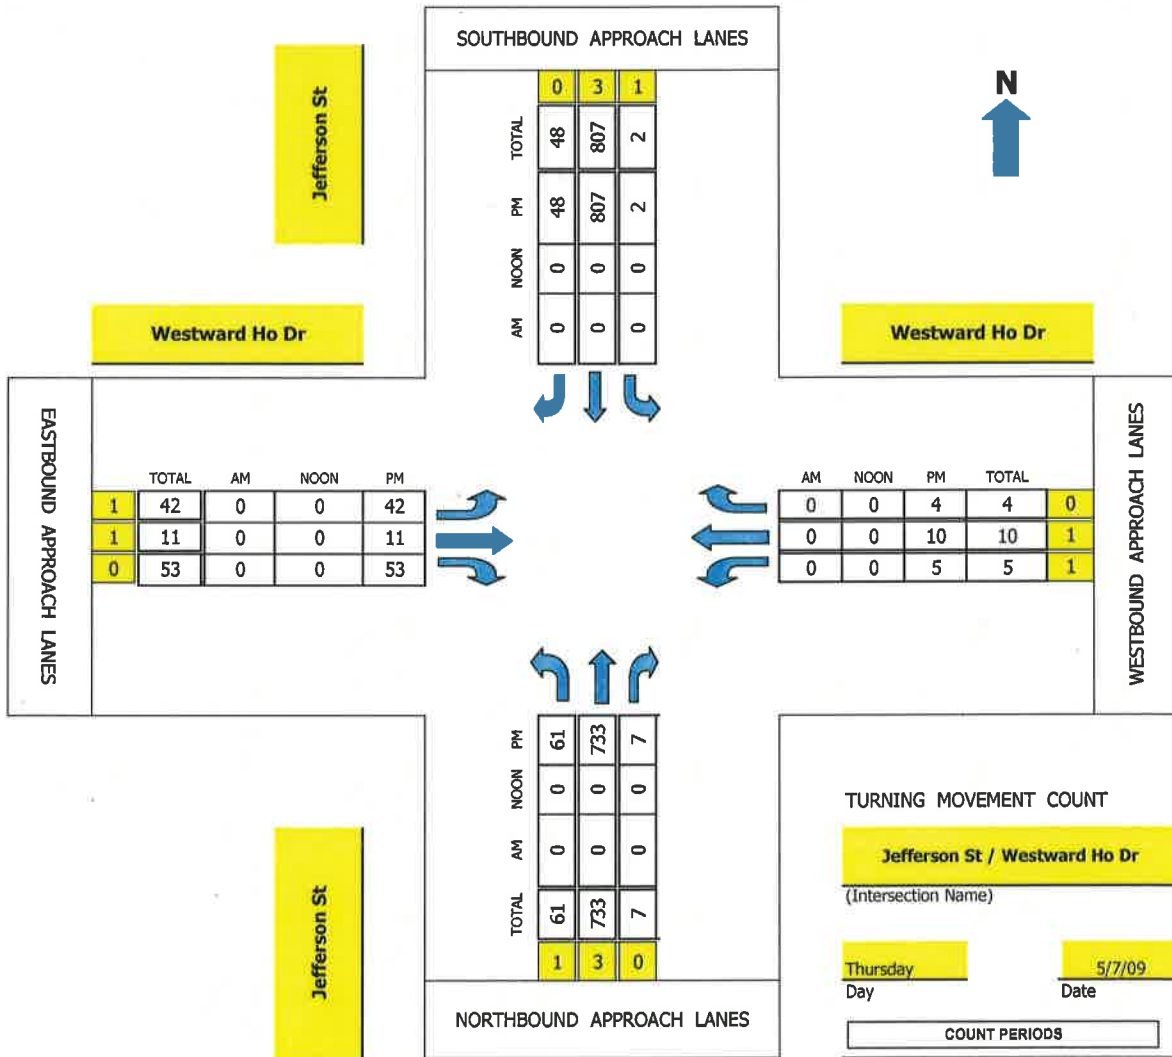 SOUTHBOUND APPROACH LANES
0 3 1
TOTAL 48 807 2
PM 48 807 2
NOON 0 0 0
AM 0 0 0
Jefferson St
N
Westward Ho Dr
Westward Ho Dr
EASTBOUND APPROACH LANES
TOTAL AM NOON PM
1 42 0 0 42
1 11 0 0 11
0 53 0 0 53
AM NOON PM TOTAL
0 0 4 4 0
0 0 10 10 1
0 0 5 5 1
WESTBOUND APPROACH LANES
PM 61 733 7
NOON 0 0 0
AM 0 0 0
TOTAL 61 733 7
1 3 0
NORTHBOUND APPROACH LANES
Jefferson St
TURNING MOVEMENT COUNT
Jefferson St / Westward Ho Dr
(Intersection Name)
Thursday 5/7/09
Day Date
COUNT PERIODS